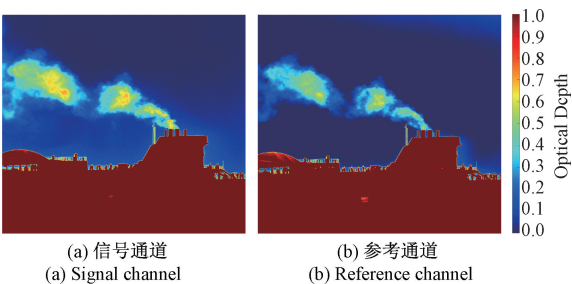 1.0
0.9
0.8
0.7
0.6
0.5
0.4
0.3
0.2
0.1
0.0
Optical Dcpth
(a) 信号通道
(b) 参考通道
(a) Signal channel
(b) Reference channel